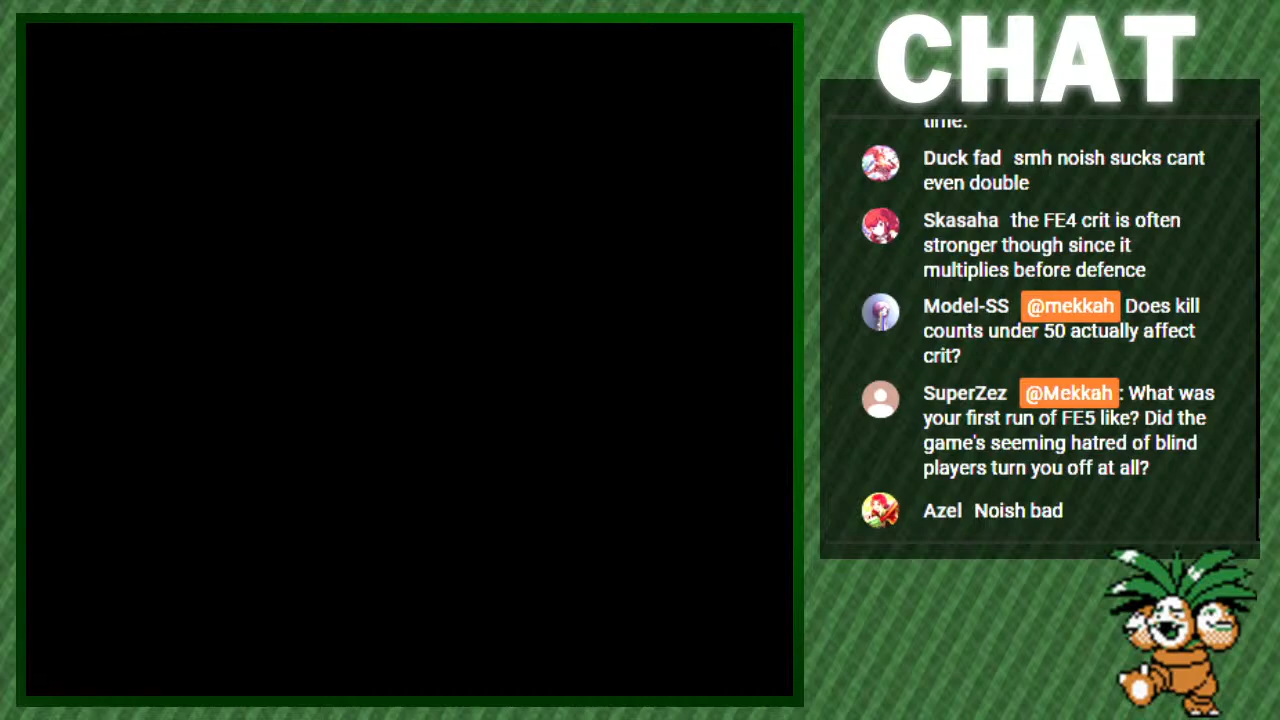 CHAT
time.
Duck fad smh noish sucks cant
even double
Skasaha the FE4 crit is often
stronger though since it
multiplies before defence
Model-SS @mekkah Does kill
counts under 50 actually affect
crit?
SuperZez @Mekkah : What was
your first run of FE5 like? Did the
game's seeming hatred of blind
players turn you off at all?
Azel Noish bad